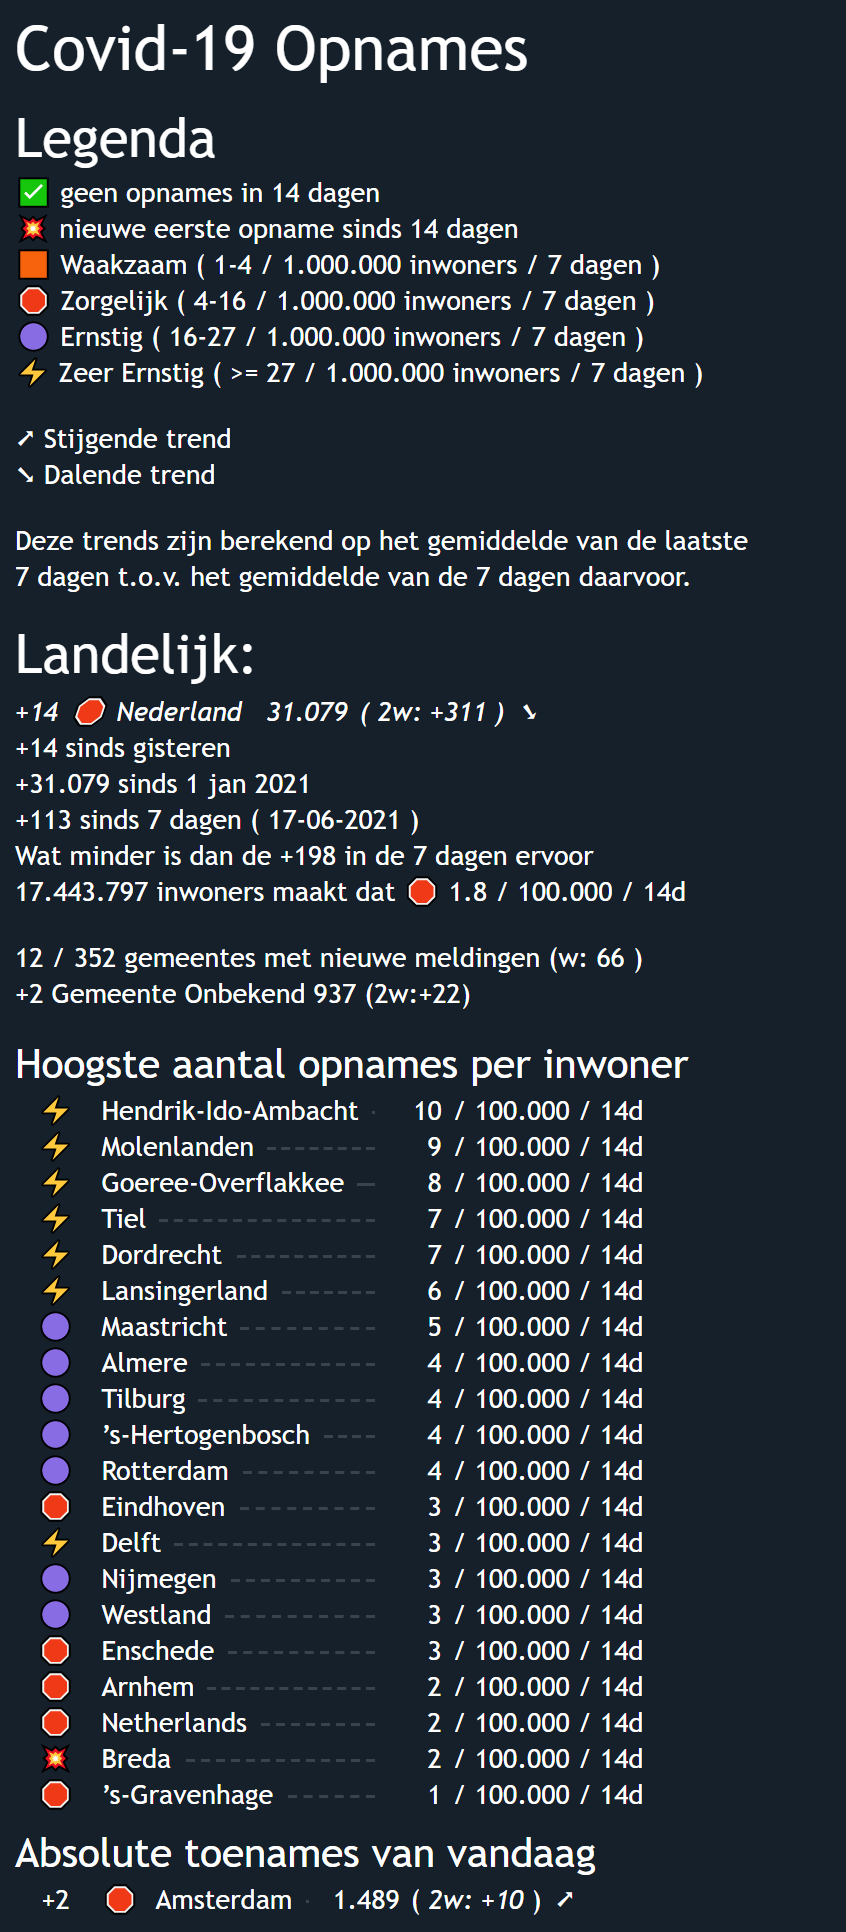 Covid-19 Opnames
Legenda
✅ geen opnames in 14 dagen
💥 nieuwe eerste opname sinds 14 dagen
🟧 Waakzaam ( 1-4 / 1.000.000 inwoners / 7 dagen )
🛑 Zorgelijk ( 4-16 / 1.000.000 inwoners / 7 dagen )
🟣 Ernstig ( 16-27 / 1.000.000 inwoners / 7 dagen )
⚡ Zeer Ernstig ( >= 27 / 1.000.000 inwoners / 7 dagen )
➚ Stijgende trend
➘ Dalende trend
Deze trends zijn berekend op het gemiddelde van de laatste
7 dagen t.o.v. het gemiddelde van de 7 dagen daarvoor.
Landelijk:
+14 🛑 Nederland 31.079 ( 2w: +311 ) ➘
+14 sinds gisteren
+31.079 sinds 1 jan 2021
+113 sinds 7 dagen ( 17-06-2021 )
Wat minder is dan de +198 in de 7 dagen ervoor
17.443.797 inwoners maakt dat 🛑 1.8 / 100.000 / 14d
12 / 352 gemeentes met nieuwe meldingen (w: 66 )
+2 Gemeente Onbekend 937 (2w:+22)
Hoogste aantal opnames per inwoner
⚡ Hendrik-Ido-Ambacht 10 / 100.000 / 14d
⚡ Molenlanden 9 / 100.000 / 14d
⚡ Goeree-Overflakkee 8 / 100.000 / 14d
⚡ Tiel 7 / 100.000 / 14d
⚡ Dordrecht 7 / 100.000 / 14d
⚡ Lansingerland 6 / 100.000 / 14d
🟣 Maastricht 5 / 100.000 / 14d
🟣 Almere 4 / 100.000 / 14d
🟣 Tilburg 4 / 100.000 / 14d
🟣 ’s-Hertogenbosch 4 / 100.000 / 14d
🟣 Rotterdam 4 / 100.000 / 14d
🛑 Eindhoven 3 / 100.000 / 14d
⚡ Delft 3 / 100.000 / 14d
🟣 Nijmegen 3 / 100.000 / 14d
🟣 Westland 3 / 100.000 / 14d
🛑 Enschede 3 / 100.000 / 14d
🛑 Arnhem 2 / 100.000 / 14d
🛑 Netherlands 2 / 100.000 / 14d
💥 Breda 2 / 100.000 / 14d
🛑 ’s-Gravenhage 1 / 100.000 / 14d
Absolute toenames van vandaag
+2 🛑 Amsterdam 1.489 ( 2w: +10 ) ➚